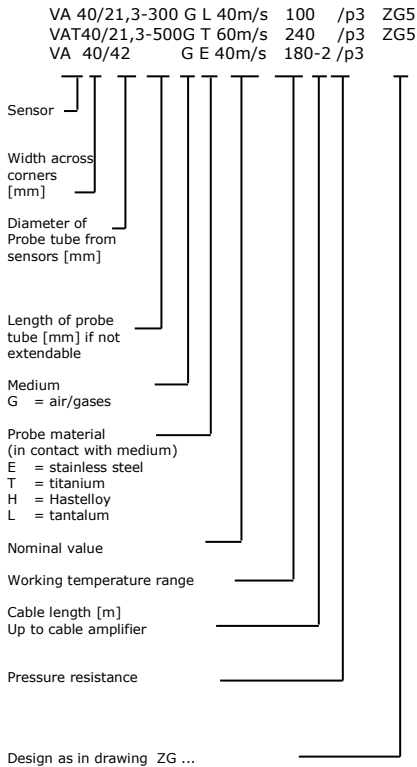 VA 40/21,3-300 G L 40m/s 100 /p3 ZG5
VAT40/21,3-500G T 60m/s 240 /p3 ZG5
VA 40/42 G E 40m/s 180-2 /p3
Sensor
Width across
corners
[mm]
Diameter of
Probe tube from
sensors [mm]
Length of probe
tube [mm] if not
extendable
Medium
G = air/gases
Probe material
(in contact with medium)
E = stainless steel
T = titanium
H = Hastelloy
L = tantalum
Nominal value
Working temperature range
Cable length [m]
Up to cable amplifier
Pressure resistance
Design as in drawing ZG ...